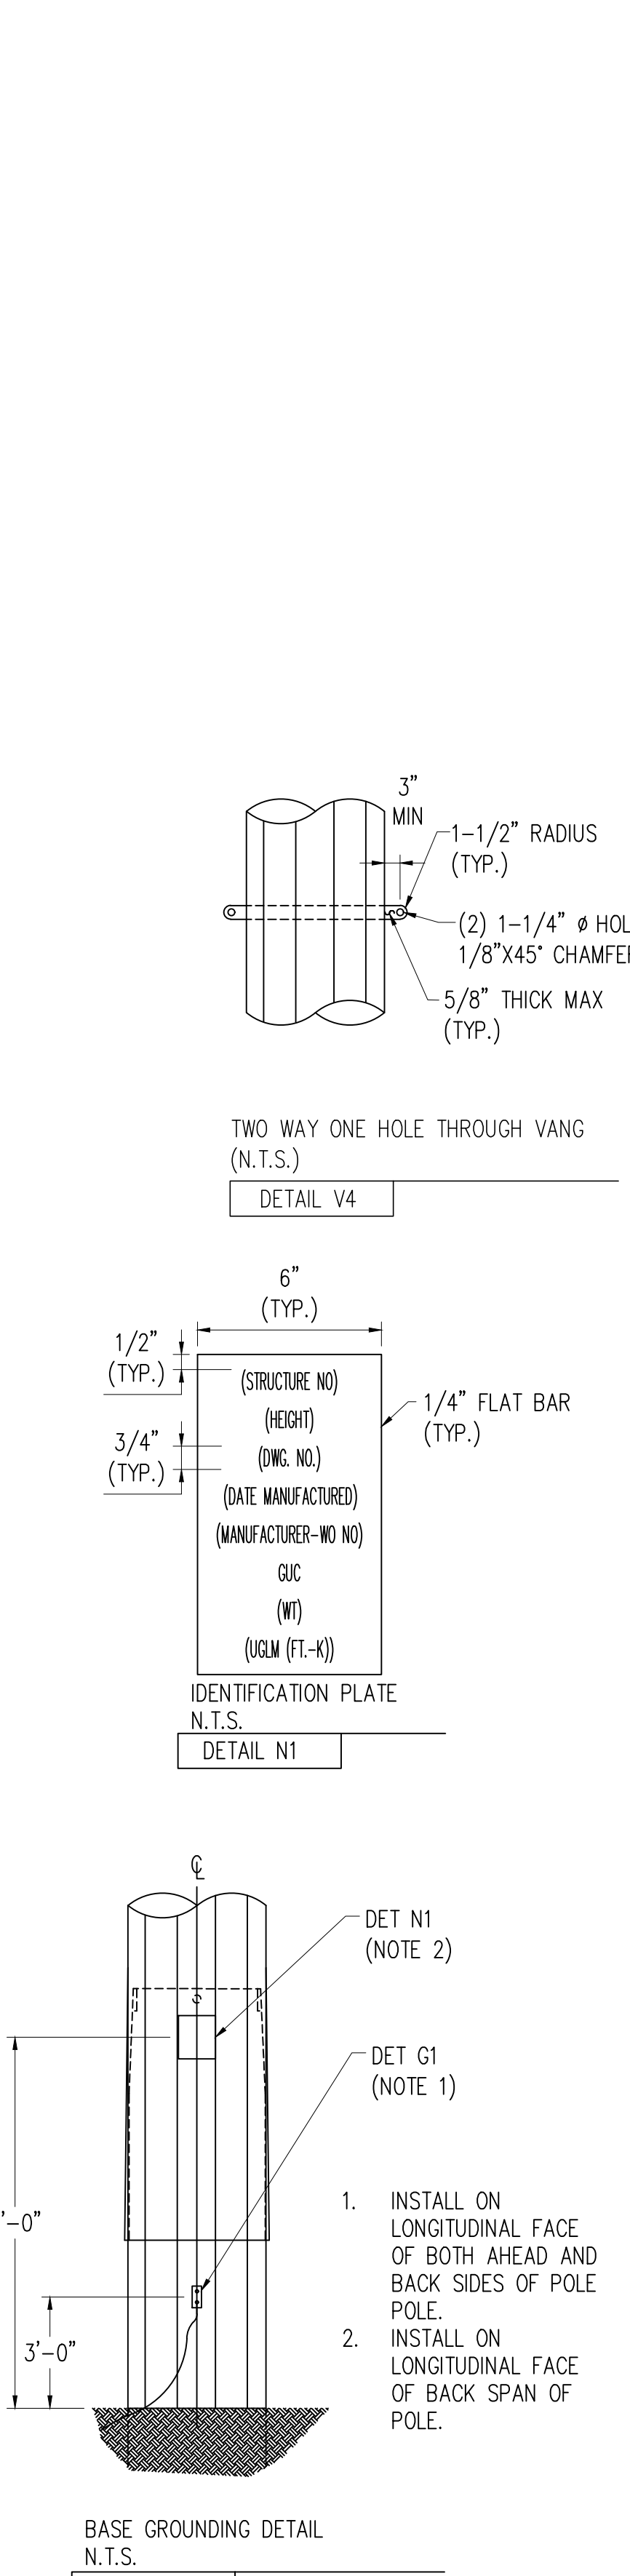 3"
MIN
1-1/2" RADIUS
(TYP.)
(2) 1-1/4" ø HOL
1/8"X45° CHAMFER
5/8" THICK MAX
(TYP.)
TWO WAY ONE HOLE THROUGH VANG
(N.T.S.)
DETAIL V4
6"
(TYP.)
1/2"
(TYP.)
3/4"
(TYP.)
(STRUCTURE NO)
(HEIGHT)
(DWG. NO.)
(DATE MANUFACTURED)
(MANUFACTURER-WO NO)
GUC
(WT)
(UGLM (FT.-K))
1/4" FLAT BAR
(TYP.)
IDENTIFICATION PLATE
N.T.S.
DETAIL N1
℄
DET N1
(NOTE 2)
DET G1
(NOTE 1)
'-0"
3'-0"
1. INSTALL ON
LONGITUDINAL FACE
OF BOTH AHEAD AND
BACK SIDES OF POLE
POLE.
2. INSTALL ON
LONGITUDINAL FACE
OF BACK SPAN OF
POLE.
BASE GROUNDING DETAIL
N.T.S.